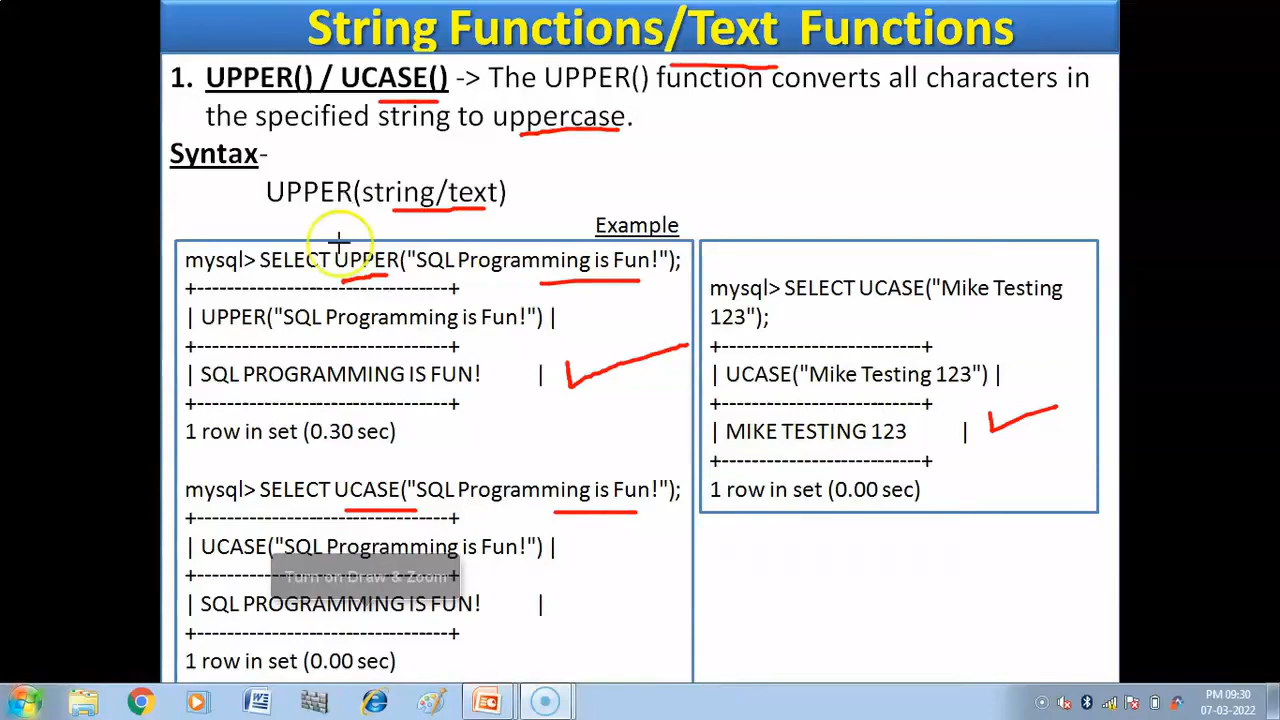 String Functions/Text Functions
1. UPPER() / UCASE() -> The UPPER() function converts all characters in
the specified string to uppercase.
Syntax-
UPPER(string/text)
Example
mysql> SELECT UPPER("SQL Programming is Fun!");
+-----------------------------------+
| UPPER("SQL Programming is Fun!") |
+-----------------------------------+
| SQL PROGRAMMING IS FUN! |
+-----------------------------------+
1 row in set (0.30 sec)
mysql> SELECT UCASE("SQL Programming is Fun!");
+-----------------------------------+
| UCASE("SQL Programming is Fun!") |
+-----------------------------------+
| SQL PROGRAMMING IS FUN! |
+-----------------------------------+
1 row in set (0.00 sec)
mysql> SELECT UCASE("Mike Testing
123");
+----------------------------+
| UCASE("Mike Testing 123") |
+----------------------------+
| MIKE TESTING 123 |
+----------------------------+
1 row in set (0.00 sec)
Turn on Draw & Zoom
PM 09:30
07-03-2022